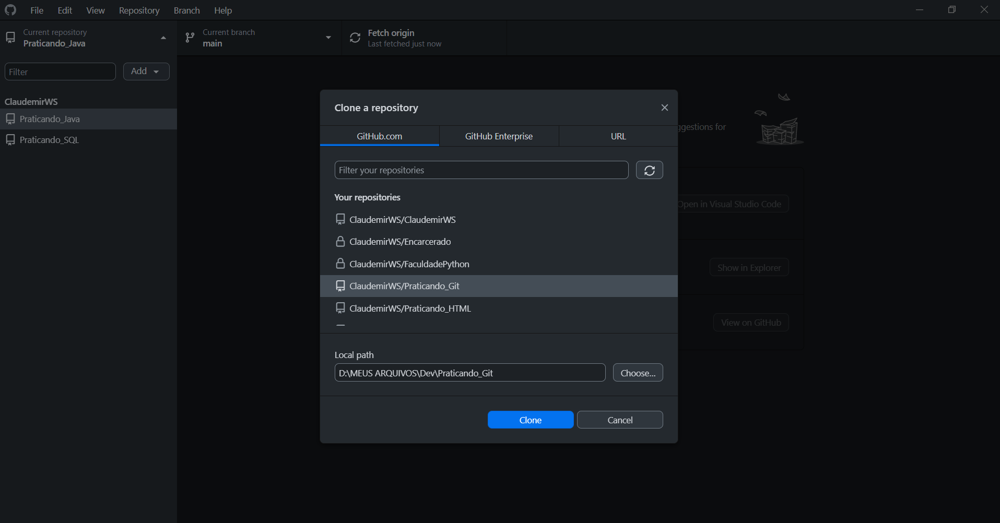 File Edit View Repository Branch Help
Current repository
Praticando_Java
Current branch
main
Fetch origin
Last fetched just now
Filter
Add
ClaudemirWS
Praticando_Java
Praticando_SQL
Clone a repository
GitHub.com GitHub Enterprise URL
Filter your repositories
Your repositories
ClaudemirWS/ClaudemirWS
ClaudemirWS/Encarcerado
ClaudemirWS/FaculdadePython
ClaudemirWS/Praticando_Git
ClaudemirWS/Praticando_HTML
Local path
D:\MEUS ARQUIVOS\Dev\Praticando_Git
Choose...
Clone
Cancel
ggestions for
Open in Visual Studio Code
Show in Explorer
View on GitHub